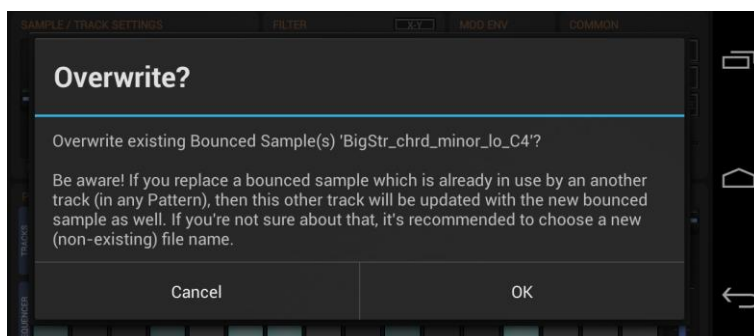 SAMPLE / TRACK SETTINGS FILTER X-Y MOD ENV COMMON
Overwrite?
Overwrite existing Bounced Sample(s) 'BigStr_chrd_minor_lo_C4'?
Be aware! If you replace a bounced sample which is already in use by an another
track (in any Pattern), then this other track will be updated with the new bounced
sample as well. If you're not sure about that, it's recommended to choose a new
(non-existing) file name.
TRACKS
Cancel OK